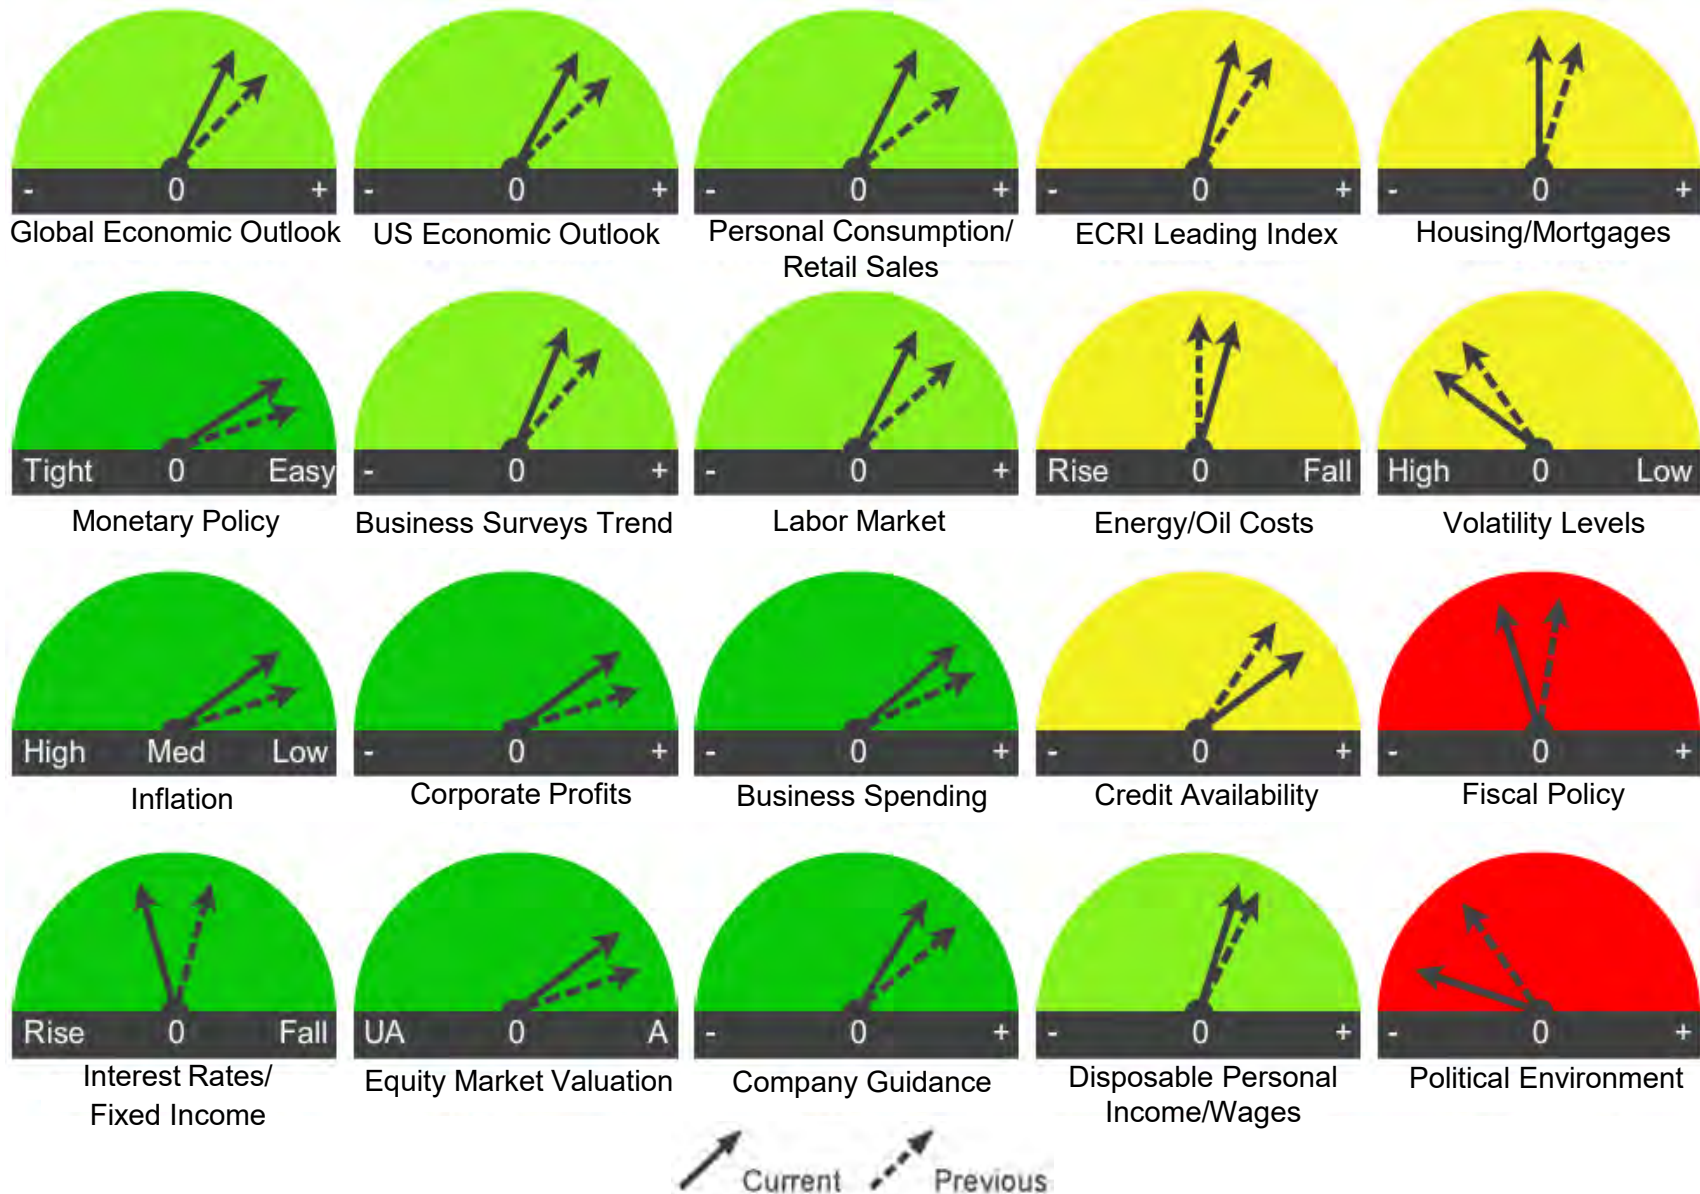 - 0 +
- 0 +
- 0 +
- 0 +
- 0 +
Global Economic Outlook
US Economic Outlook
Personal Consumption/
Retail Sales
ECRI Leading Index
Housing/Mortgages
Tight 0 Easy
- 0 +
- 0 +
Rise 0 Fall
High 0 Low
Monetary Policy
Business Surveys Trend
Labor Market
Energy/Oil Costs
Volatility Levels
High Med Low
- 0 +
- 0 +
- 0 +
- 0 +
Inflation
Corporate Profits
Business Spending
Credit Availability
Fiscal Policy
Rise 0 Fall
UA 0 A
- 0 +
- 0 +
- 0 +
Interest Rates/
Fixed Income
Equity Market Valuation
Company Guidance
Disposable Personal
Income/Wages
Political Environment
Current
Previous